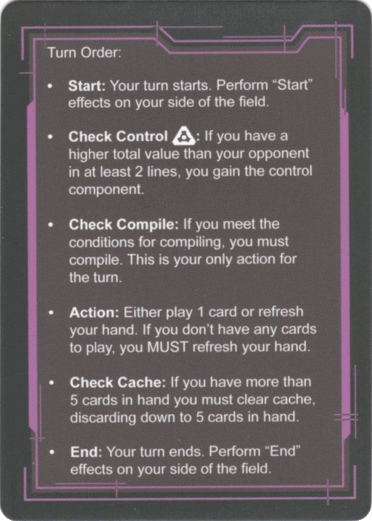 Turn Order:
• Start: Your turn starts. Perform “Start”
effects on your side of the field.
• Check Control : If you have a
higher total value than your opponent
in at least 2 lines, you gain the control
component.
• Check Compile: If you meet the
conditions for compiling, you must
compile. This is your only action for
the turn.
• Action: Either play 1 card or refresh
your hand. If you don’t have any cards
to play, you MUST refresh your hand.
• Check Cache: If you have more than
5 cards in hand you must clear cache,
discarding down to 5 cards in hand.
• End: Your turn ends. Perform “End”
effects on your side of the field.